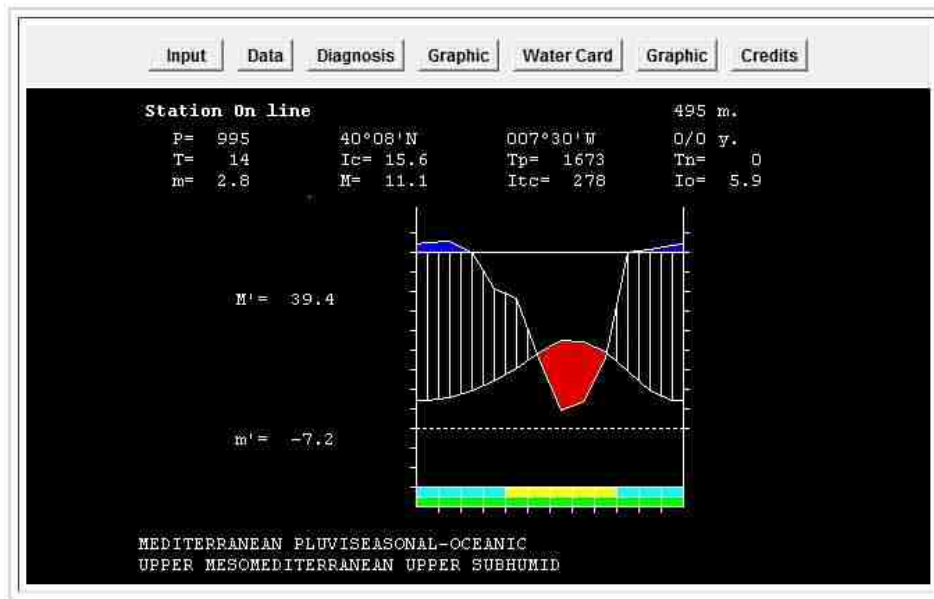 Input Data Diagnosis Graphic Water Card Graphic Credits
Station On line 495 m.
P= 995 40°08'N 007°30'W 0/0 y.
T= 14 Ic= 15.6 Tp= 1673 Tn= 0
m= 2.8 M= 11.1 Itc= 278 Io= 5.9
M'= 39.4
m'= -7.2
MEDITERRANEAN PLUVISEASONAL-OCEANIC
UPPER MESOMEDITERRANEAN UPPER SUBHUMID